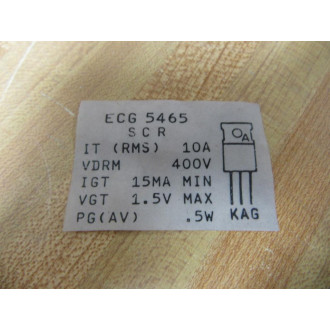 ECG 5465
SCR
IT (RMS) 10A
VDRM 400V
IGT 15MA MIN
VGT 1.5V MAX
PG(AV) .5W
A
KAG